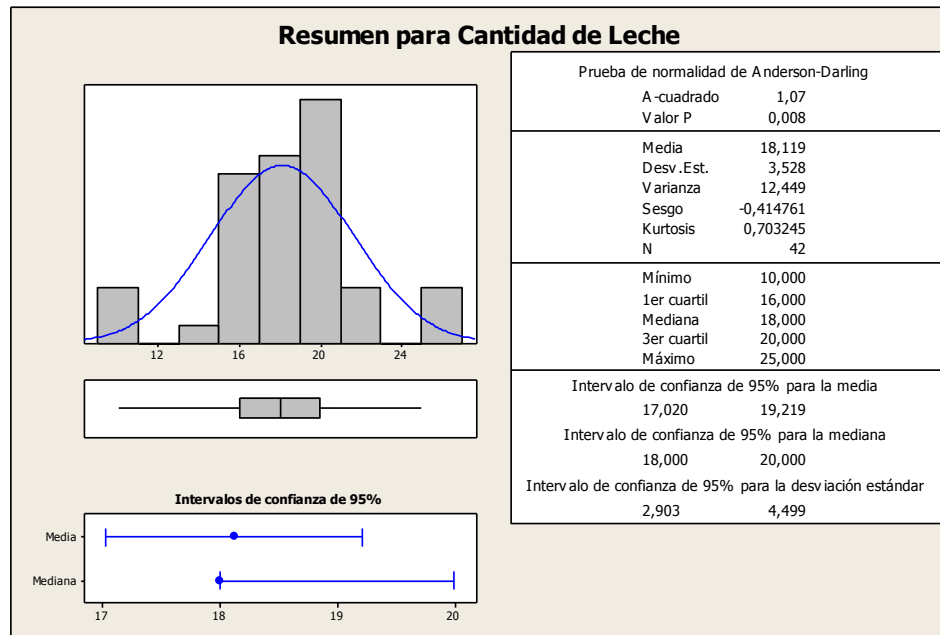 Resumen para Cantidad de Leche
12 16 20 24
Intervalos de confianza de 95%
Media
Mediana
17 18 19 20
Prueba de normalidad de Anderson-Darling
A-cuadrado 1,07
Valor P 0,008
Media 18,119
Desv.Est. 3,528
Varianza 12,449
Sesgo -0,414761
Kurtosis 0,703245
N 42
Mínimo 10,000
1er cuartil 16,000
Mediana 18,000
3er cuartil 20,000
Máximo 25,000
Intervalo de confianza de 95% para la media
17,020 19,219
Intervalo de confianza de 95% para la mediana
18,000 20,000
Intervalo de confianza de 95% para la desviación estándar
2,903 4,499